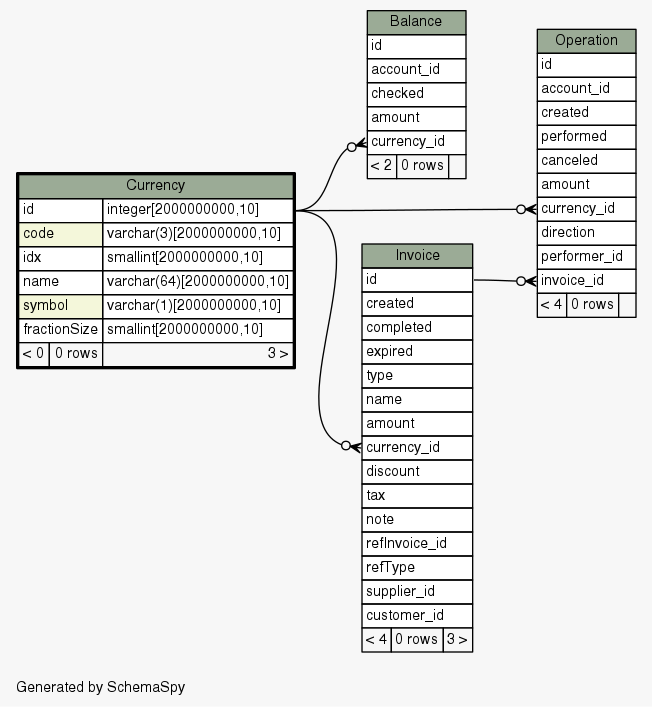 Balance
id
account_id
checked
amount
currency_id
< 2 0 rows
Operation
id
account_id
created
performed
canceled
amount
currency_id
direction
performer_id
invoice_id
< 4 0 rows
Currency
id integer[2000000000,10]
code varchar(3)[2000000000,10]
idx smallint[2000000000,10]
name varchar(64)[2000000000,10]
symbol varchar(1)[2000000000,10]
fractionSize smallint[2000000000,10]
< 0 0 rows 3 >
Invoice
id
created
completed
expired
type
name
amount
currency_id
discount
tax
note
refInvoice_id
refType
supplier_id
customer_id
< 4 0 rows 3 >
Generated by SchemaSpy